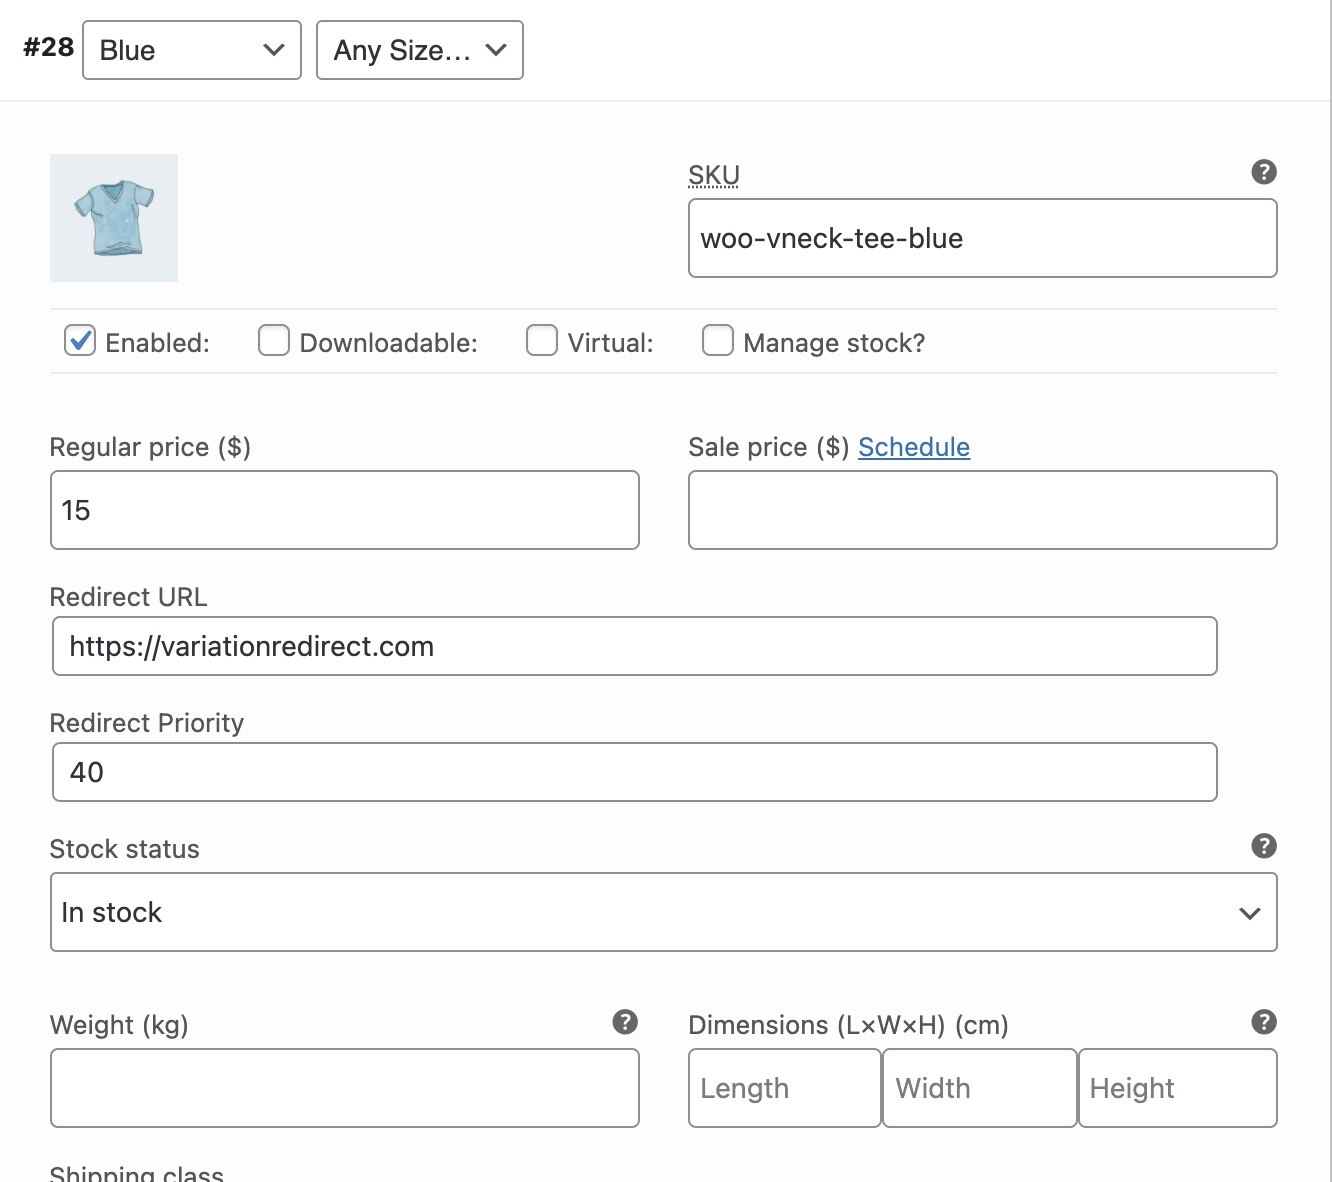 #28 Blue Any Size...
SKU ?
woo-vneck-tee-blue
Enabled: Downloadable: Virtual: Manage stock?
Regular price ($) Sale price ($) Schedule
15
Redirect URL
https://variationredirect.com
Redirect Priority
40
Stock status ?
In stock
Weight (kg) ? Dimensions (L×W×H) (cm) ?
Length Width Height
Shipping class